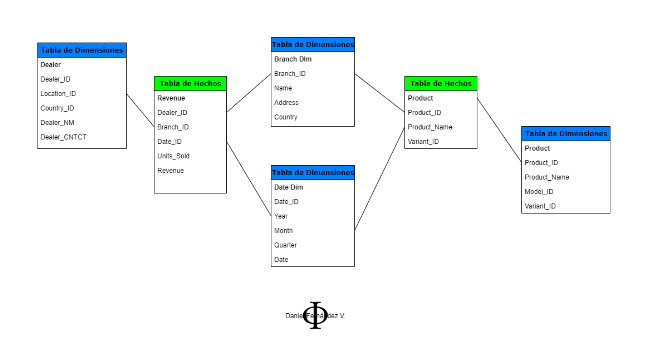 Tabla de Dimensiones
Dealer
Dealer_ID
Location_ID
Country_ID
Dealer_NM
Dealer_CNTCT
Tabla de Hechos
Revenue
Dealer_ID
Branch_ID
Date_ID
Units_Sold
Revenue
Tabla de Dimensiones
Branch DIm
Branch_ID
Name
Address
Country
Tabla de Dimensiones
Date Dim
Date_ID
Year
Month
Quarter
Date
Tabla de Hechos
Product
Product_ID
Product_Name
Variant_ID
Tabla de Dimensiones
Product
Product_ID
Product_Name
Model_ID
Variant_ID
Φ
Daniel Fernández V.